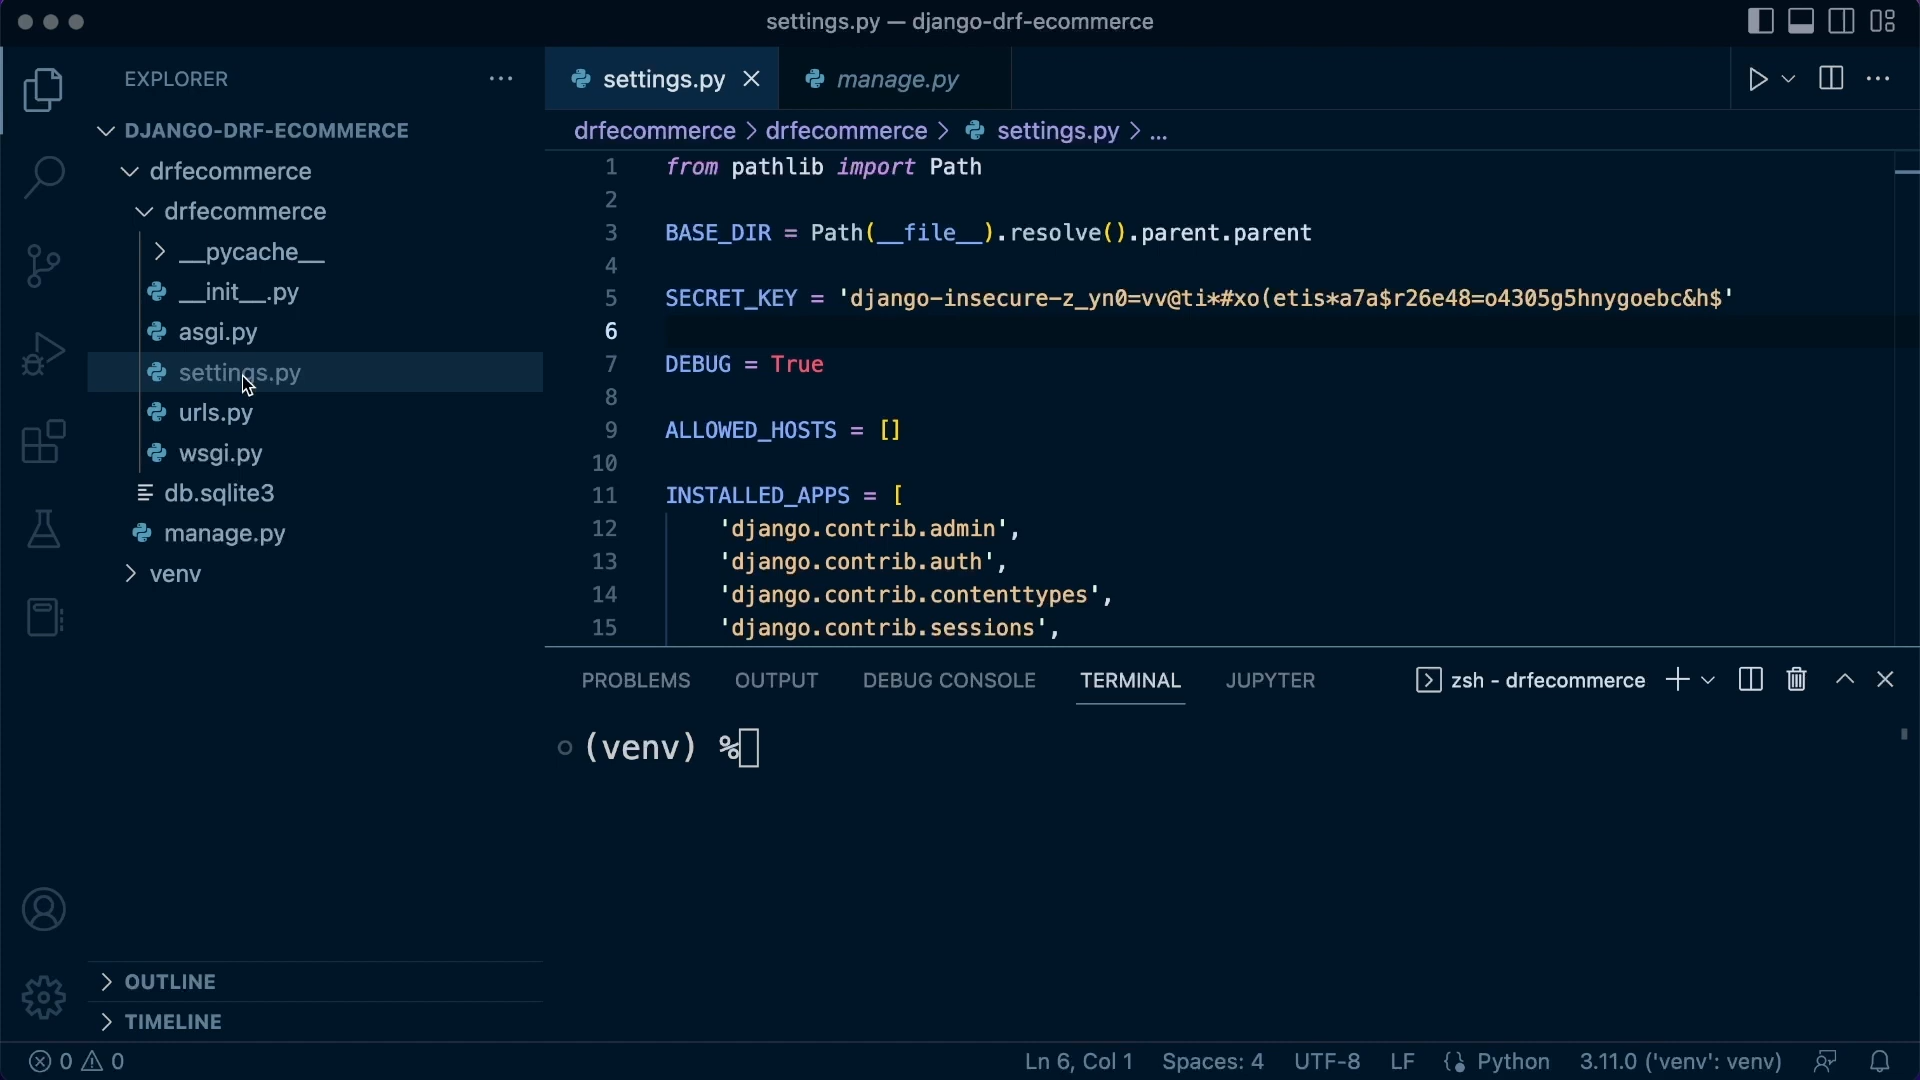 settings.py — django-drf-ecommerce
EXPLORER
DJANGO-DRF-ECOMMERCE
drfecommerce
drfecommerce
__pycache__
__init__.py
asgi.py
settings.py
urls.py
wsgi.py
db.sqlite3
manage.py
venv
OUTLINE
TIMELINE
settings.py
manage.py
drfecommerce > drfecommerce > settings.py > ...
1 from pathlib import Path
2
3 BASE_DIR = Path(__file__).resolve().parent.parent
4
5 SECRET_KEY = 'django-insecure-z_yn0=vv@ti*#xo(etis*a7a$r26e48=o4305g5hnygoebc&h$'
6
7 DEBUG = True
8
9 ALLOWED_HOSTS = []
10
11 INSTALLED_APPS = [
12 'django.contrib.admin',
13 'django.contrib.auth',
14 'django.contrib.contenttypes',
15 'django.contrib.sessions',
PROBLEMS OUTPUT DEBUG CONSOLE TERMINAL JUPYTER zsh - drfecommerce
(venv) %
0 0 Ln 6, Col 1 Spaces: 4 UTF-8 LF Python 3.11.0 ('venv': venv)